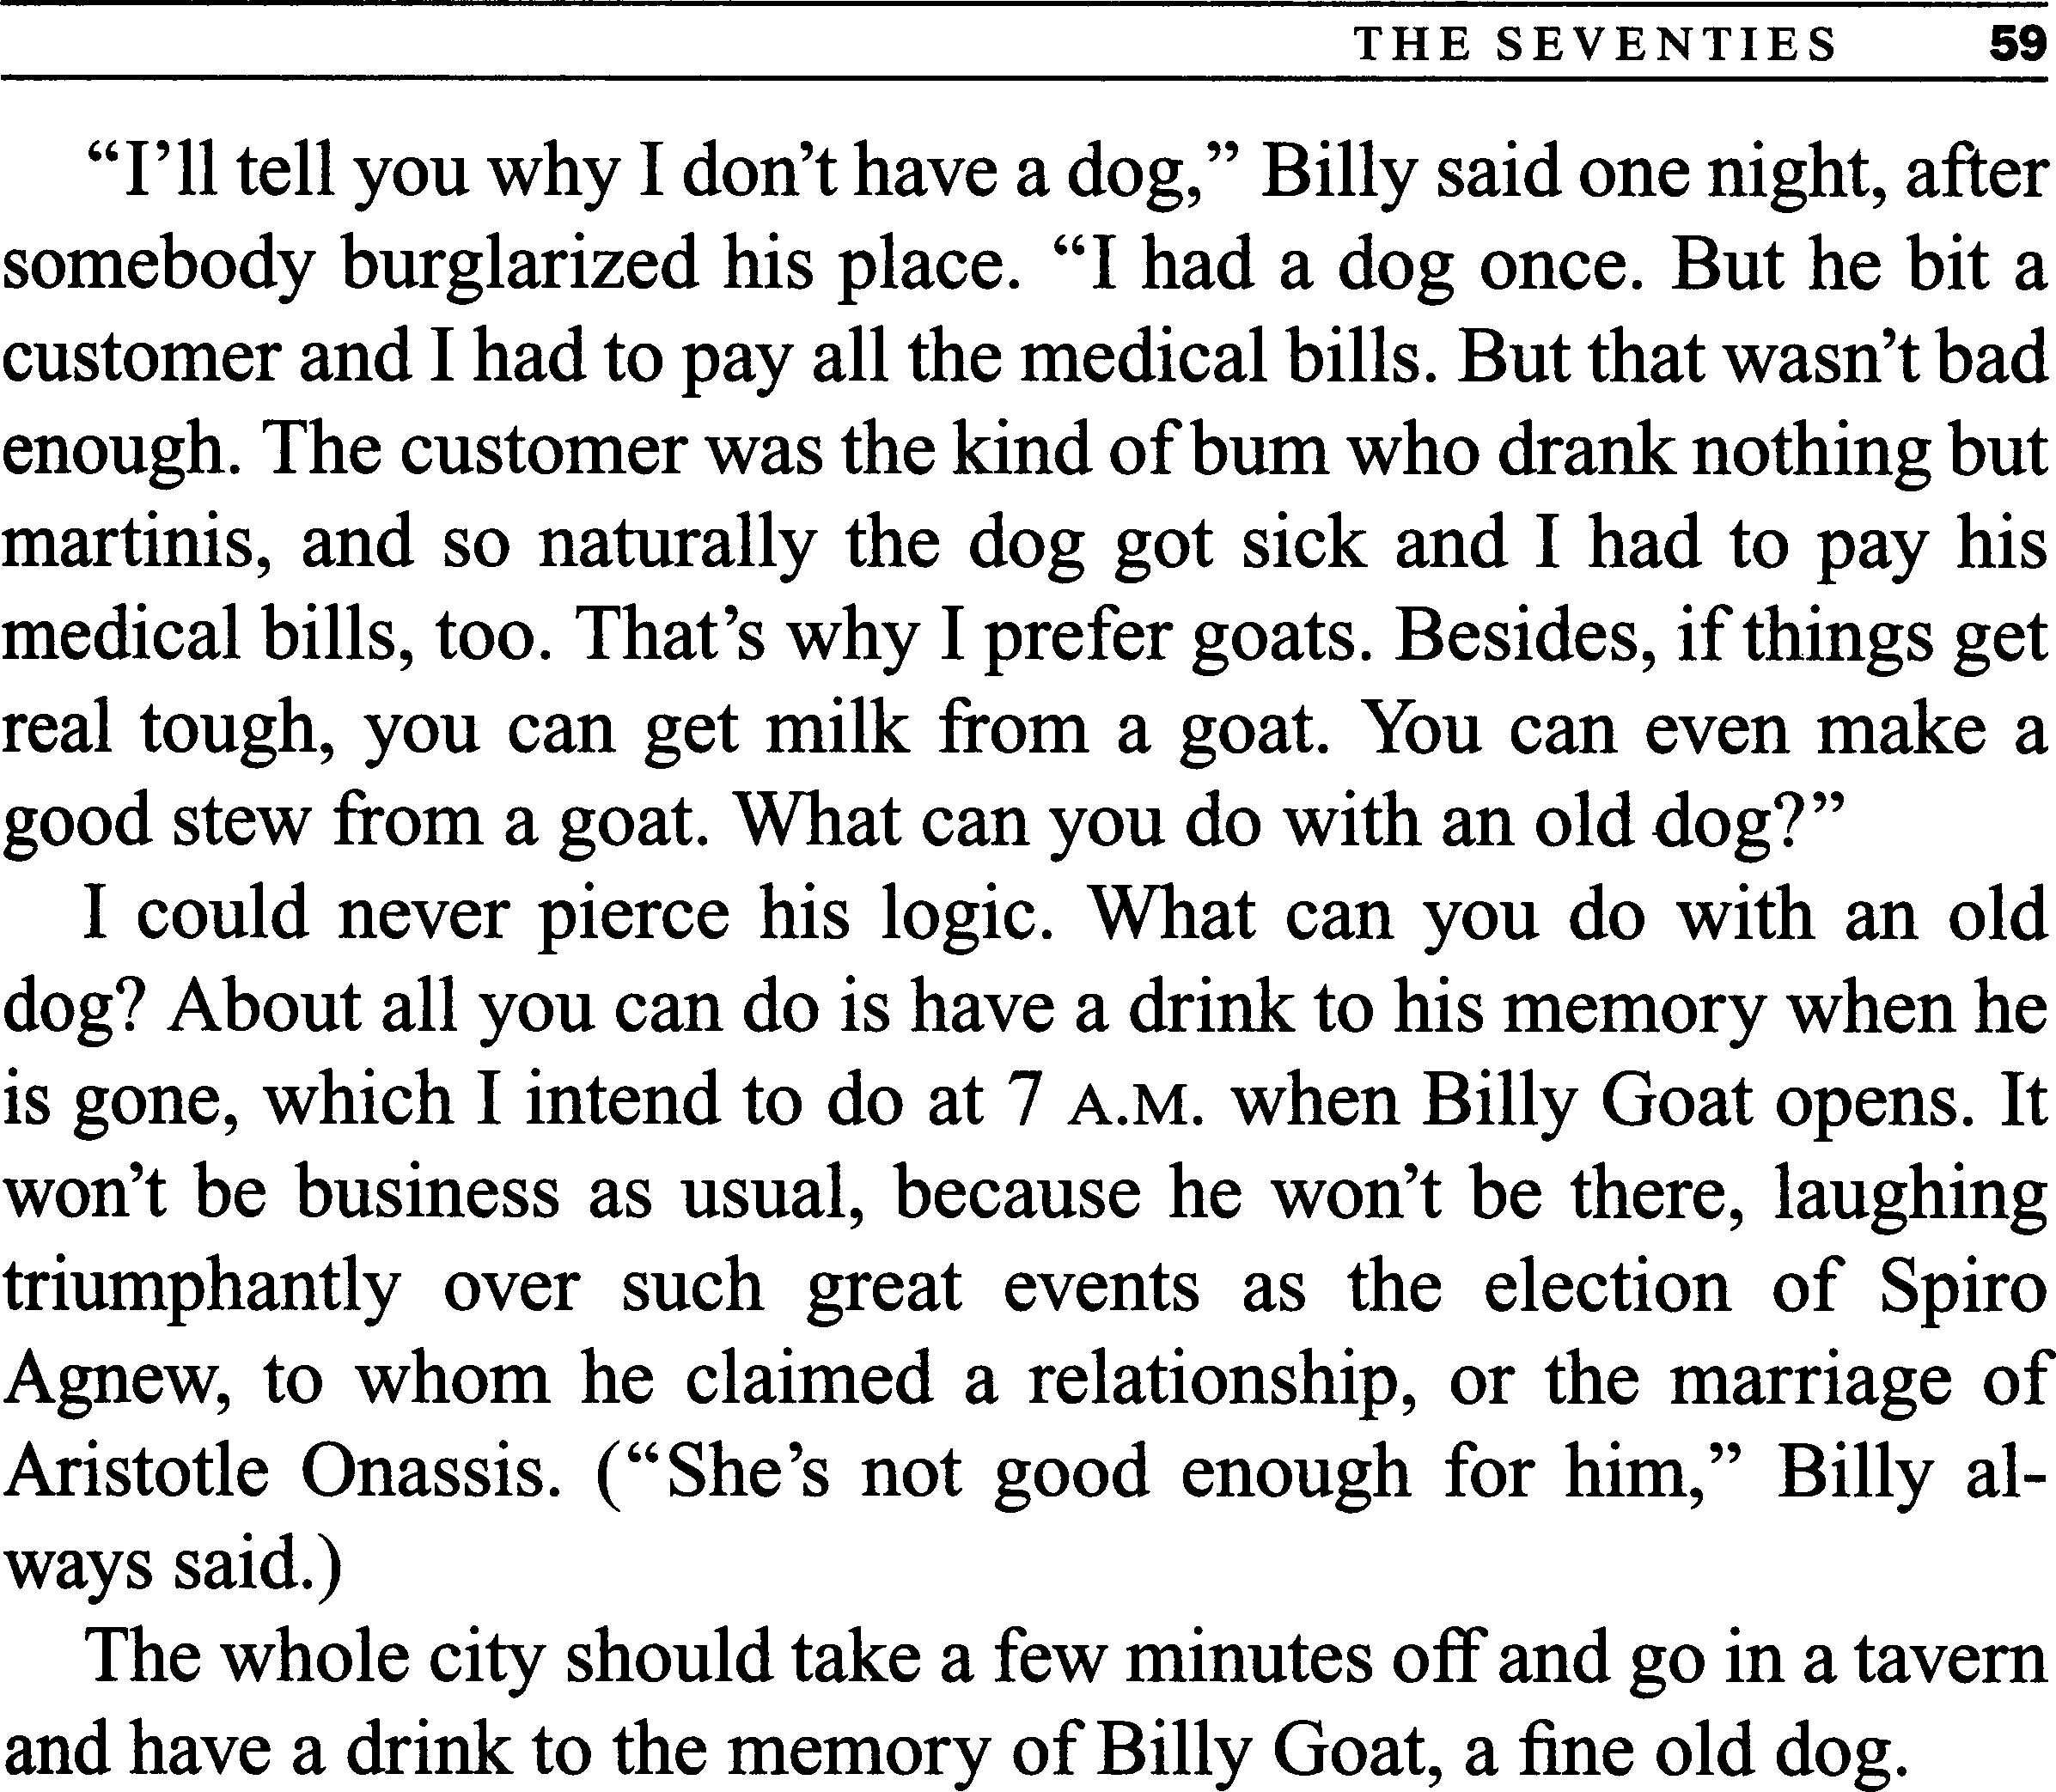 THE SEVENTIES 59
“I’ll tell you why I don’t have a dog,” Billy said one night, after
somebody burglarized his place. “I had a dog once. But he bit a
customer and I had to pay all the medical bills. But that wasn’t bad
enough. The customer was the kind of bum who drank nothing but
martinis, and so naturally the dog got sick and I had to pay his
medical bills, too. That’s why I prefer goats. Besides, if things get
real tough, you can get milk from a goat. You can even make a
good stew from a goat. What can you do with an old dog?”
I could never pierce his logic. What can you do with an old
dog? About all you can do is have a drink to his memory when he
is gone, which I intend to do at 7 A.M. when Billy Goat opens. It
won’t be business as usual, because he won’t be there, laughing
triumphantly over such great events as the election of Spiro
Agnew, to whom he claimed a relationship, or the marriage of
Aristotle Onassis. (“She’s not good enough for him,” Billy al-
ways said.)
The whole city should take a few minutes off and go in a tavern
and have a drink to the memory of Billy Goat, a fine old dog.